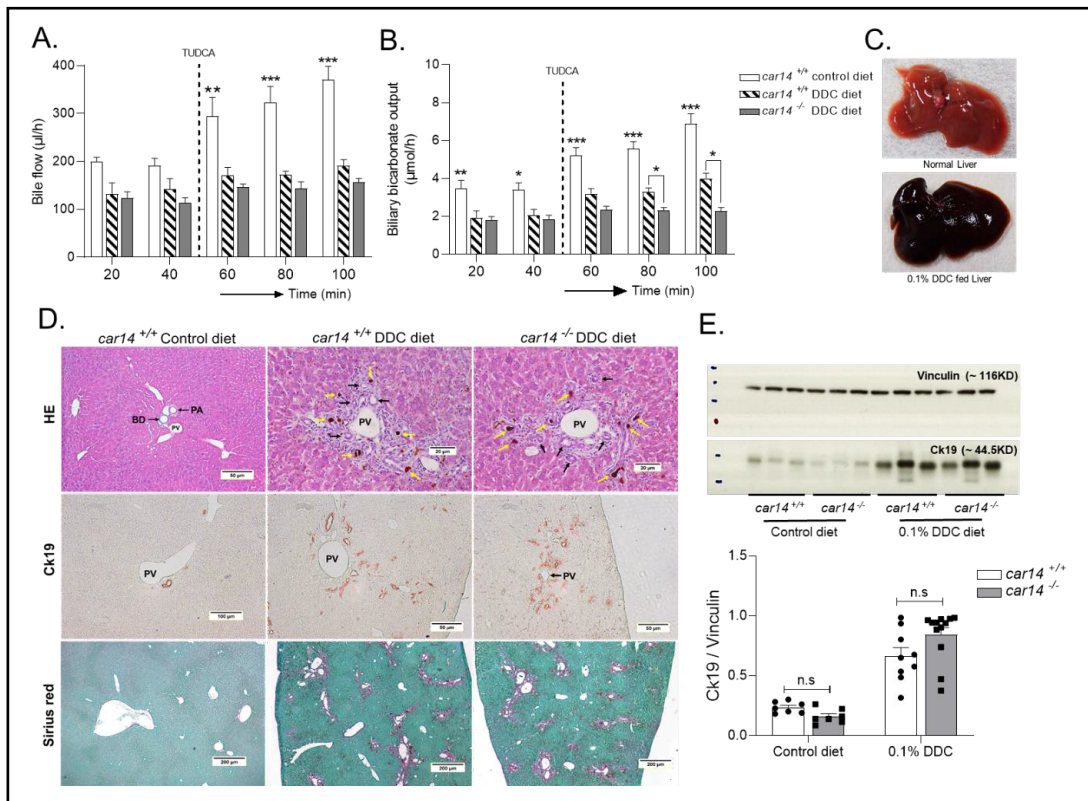 A.
TUDCA
Bile flow (µl/h)
400
300
200
100
0
** *** ***
20 40 60 80 100
Time (min)
B.
TUDCA
Biliary bicarbonate output
(µmol/h)
10
8
6
4
2
0
** * *** *** * *** *
20 40 60 80 100
Time (min)
car14 +/+ control diet
car14 +/+ DDC diet
car14 -/- DDC diet
C.
Normal Liver
0.1% DDC fed Liver
D.
car14 +/+ Control diet car14 +/+ DDC diet car14 -/- DDC diet
HE
BD PA PV
50 µm
PV
20 µm
PV
20 µm
Ck19
PV
100 µm
PV
50 µm
PV
50 µm
Sirius red
200 µm
200 µm
200 µm
E.
Vinculin (~ 116KD)
Ck19 (~ 44.5KD)
car14 +/+ car14 -/- car14 +/+ car14 -/-
Control diet 0.1% DDC diet
Ck19 / Vinculin
1.5
1.0
0.5
0.0
n.s
n.s
car14 +/+
car14 -/-
Control diet 0.1% DDC